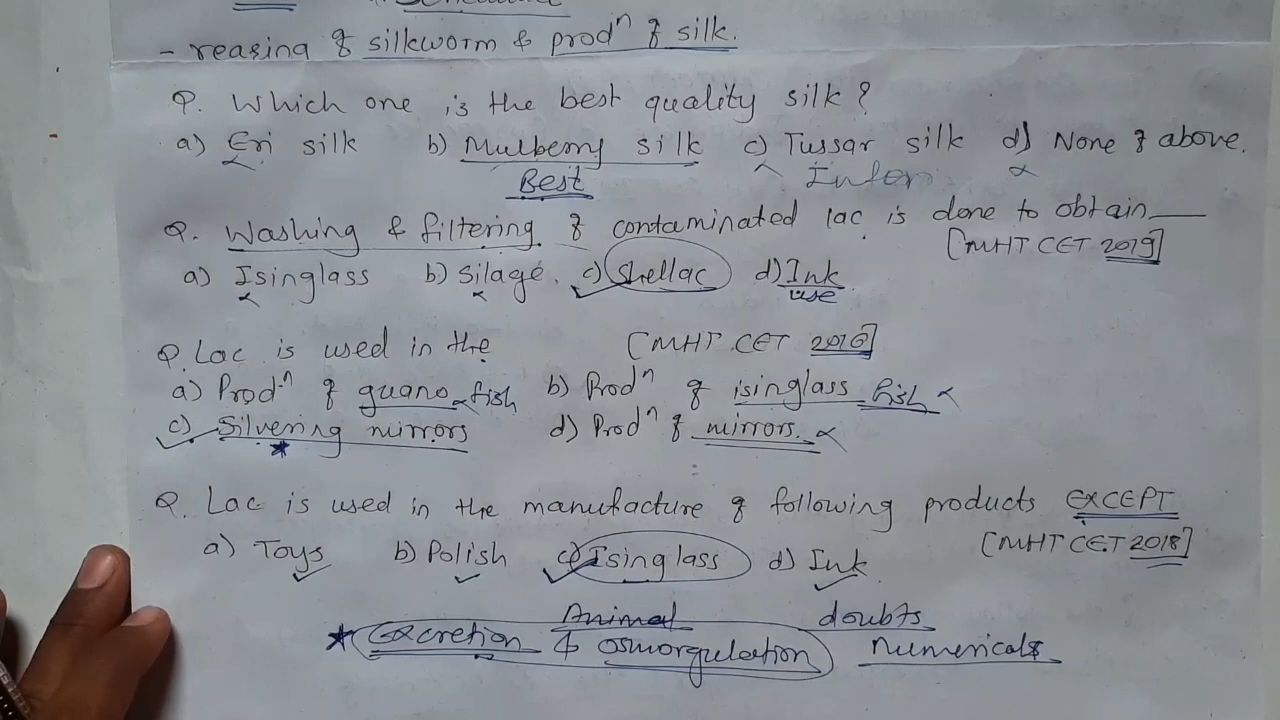 - reasing of silkworm & prodⁿ of silk.
Q. Which one is the best quality silk?
a) Eri silk b) Mulberry silk c) Tussar silk d) None of above.
Best
Q. Washing & filtering of contaminated lac is done to obtain___
[MHT CET 2019]
a) Isinglass b) Silage. c) Shellac d) Ink
use
Q. Lac is used in the [MHT CET 2016]
a) Prodⁿ of guano fish b) Prodⁿ of isinglass fish
c) Silvering mirrors d) Prodⁿ of mirrors.
Q. Lac is used in the manufacture of following products EXCEPT
[MHT CET 2018]
a) Toys b) Polish c) Isinglass d) Ink
Animal doubts
Excretion & osmorgulation numericals